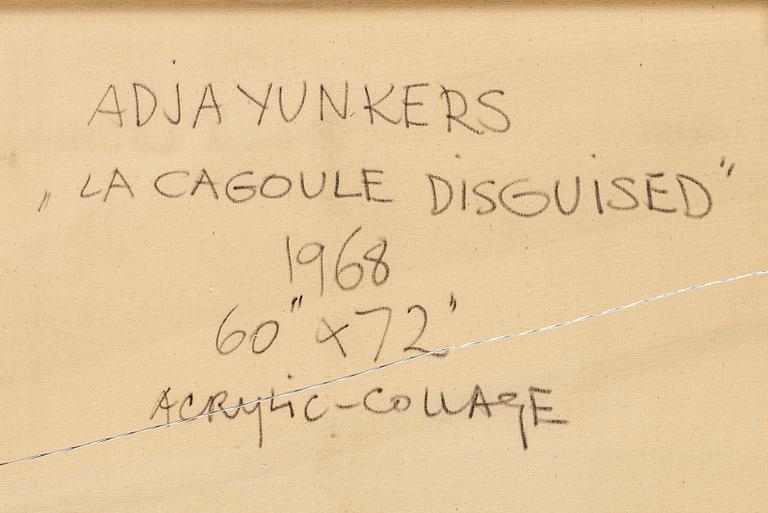 ADJA YUNKERS
„LA CAGOULE DISGUISED"
1968
60" x 72"
ACRYLIC-COLLAGE